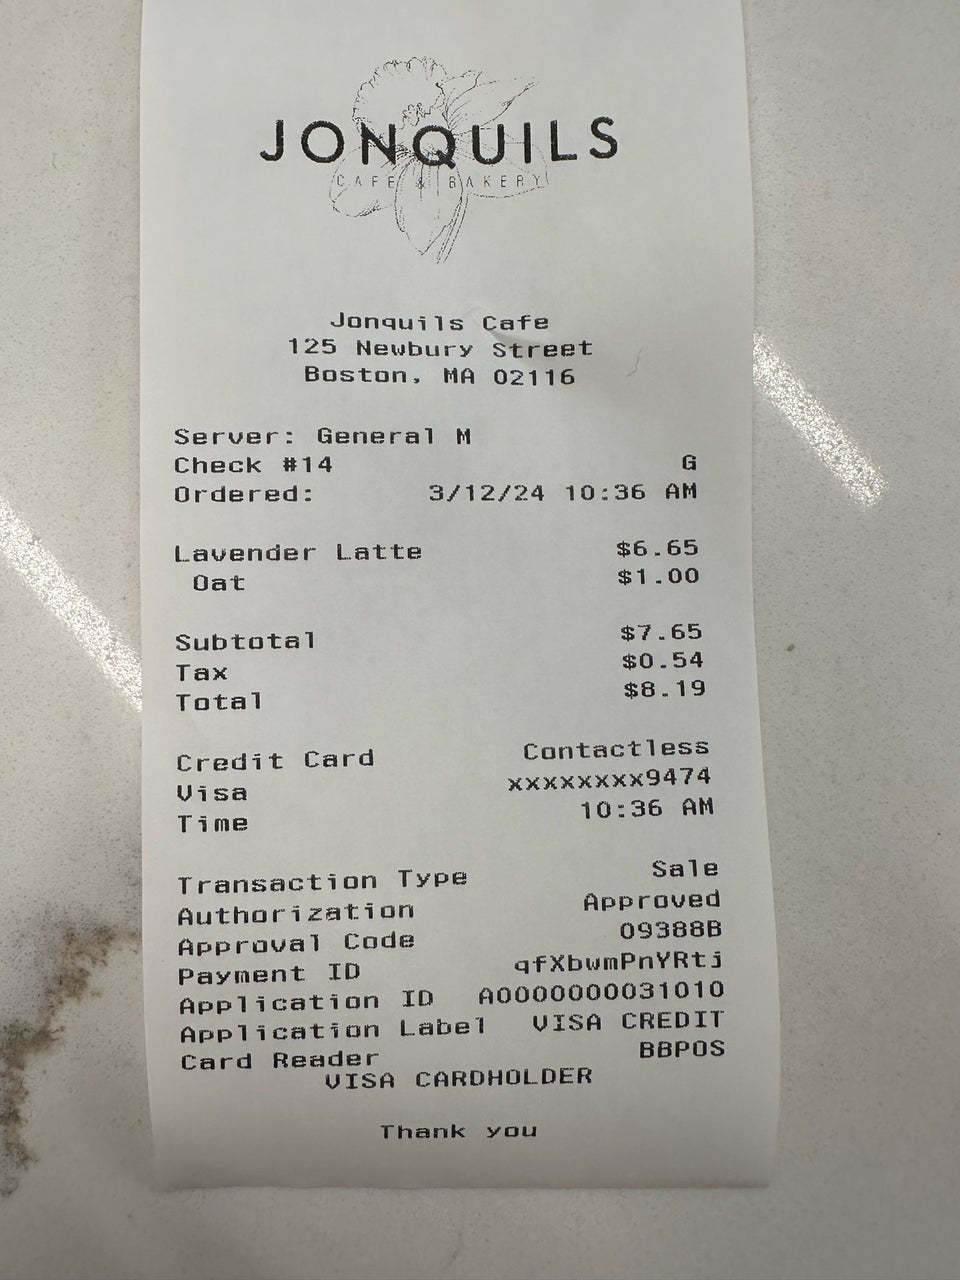 JONQUILS
CAFE & BAKERY
Jonquils Cafe
125 Newbury Street
Boston, MA 02116
Server: General M
Check #14 G
Ordered: 3/12/24 10:36 AM
Lavender Latte $6.65
Oat $1.00
Subtotal $7.65
Tax $0.54
Total $8.19
Credit Card Contactless
Visa xxxxxxxx9474
Time 10:36 AM
Transaction Type Sale
Authorization Approved
Approval Code 09388B
Payment ID qfXbwmPnYRtj
Application ID A0000000031010
Application Label VISA CREDIT
Card Reader BBPOS
VISA CARDHOLDER
Thank you